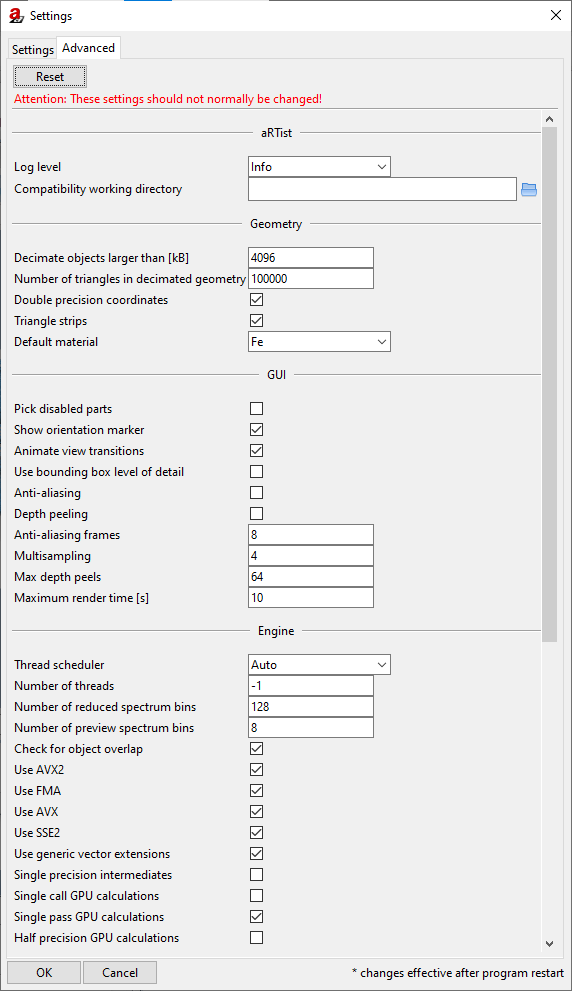 Settings
Settings Advanced
Reset
Attention: These settings should not normally be changed!
aRTist
Log level Info
Compatibility working directory
Geometry
Decimate objects larger than [kB] 4096
Number of triangles in decimated geometry 100000
Double precision coordinates
Triangle strips
Default material Fe
GUI
Pick disabled parts
Show orientation marker
Animate view transitions
Use bounding box level of detail
Anti-aliasing
Depth peeling
Anti-aliasing frames 8
Multisampling 4
Max depth peels 64
Maximum render time [s] 10
Engine
Thread scheduler Auto
Number of threads -1
Number of reduced spectrum bins 128
Number of preview spectrum bins 8
Check for object overlap
Use AVX2
Use FMA
Use AVX
Use SSE2
Use generic vector extensions
Single precision intermediates
Single call GPU calculations
Single pass GPU calculations
Half precision GPU calculations
OK Cancel * changes effective after program restart